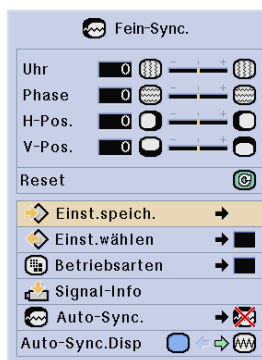 Fein-Sync.
Uhr 0
Phase 0
H-Pos. 0
V-Pos. 0
Reset
Einst.speich.
Einst.wählen
Betriebsarten
Signal-Info
Auto-Sync.
Auto-Sync.Disp